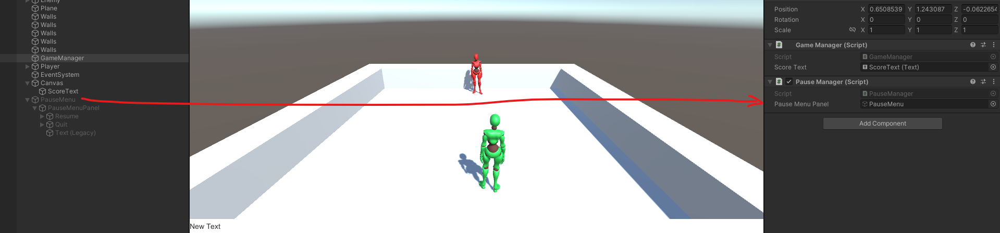 Enemy
Plane
Walls
Walls
Walls
Walls
Walls
GameManager
Player
EventSystem
Canvas
ScoreText
PauseMenu
PauseMenuPanel
Resume
Quit
Text (Legacy)
New Text
Position X 0.6508539 Y 1.243087 Z -0.0622654
Rotation X 0 Y 0 Z 0
Scale X 1 Y 1 Z 1
# Game Manager (Script)
Script # GameManager
Score Text T ScoreText (Text)
# Pause Manager (Script)
Script # PauseManager
Pause Menu Panel PauseMenu
Add Component